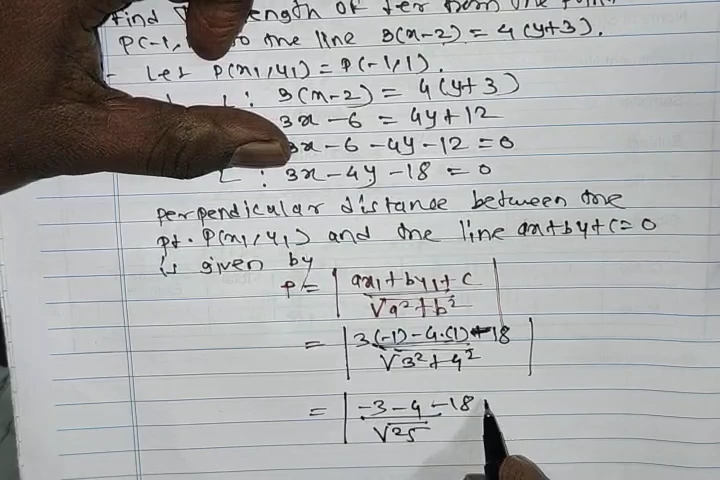 Find length of per from the
P(-1, to the line 3(x-2) = 4(y+3).
- Let P(x₁,y₁) = P(-1,1).
L : 3(x-2) = 4(y+3)
3x - 6 = 4y + 12
3x - 6 - 4y - 12 = 0
L : 3x - 4y - 18 = 0
perpendicular distance between the
pt. P(x₁,y₁) and the line ax+by+c=0
is given by
P = | ax₁+by₁+c / √a²+b² |
= | 3(-1)-4.(1)-18 / √3²+4² |
= | -3-4-18 / √25